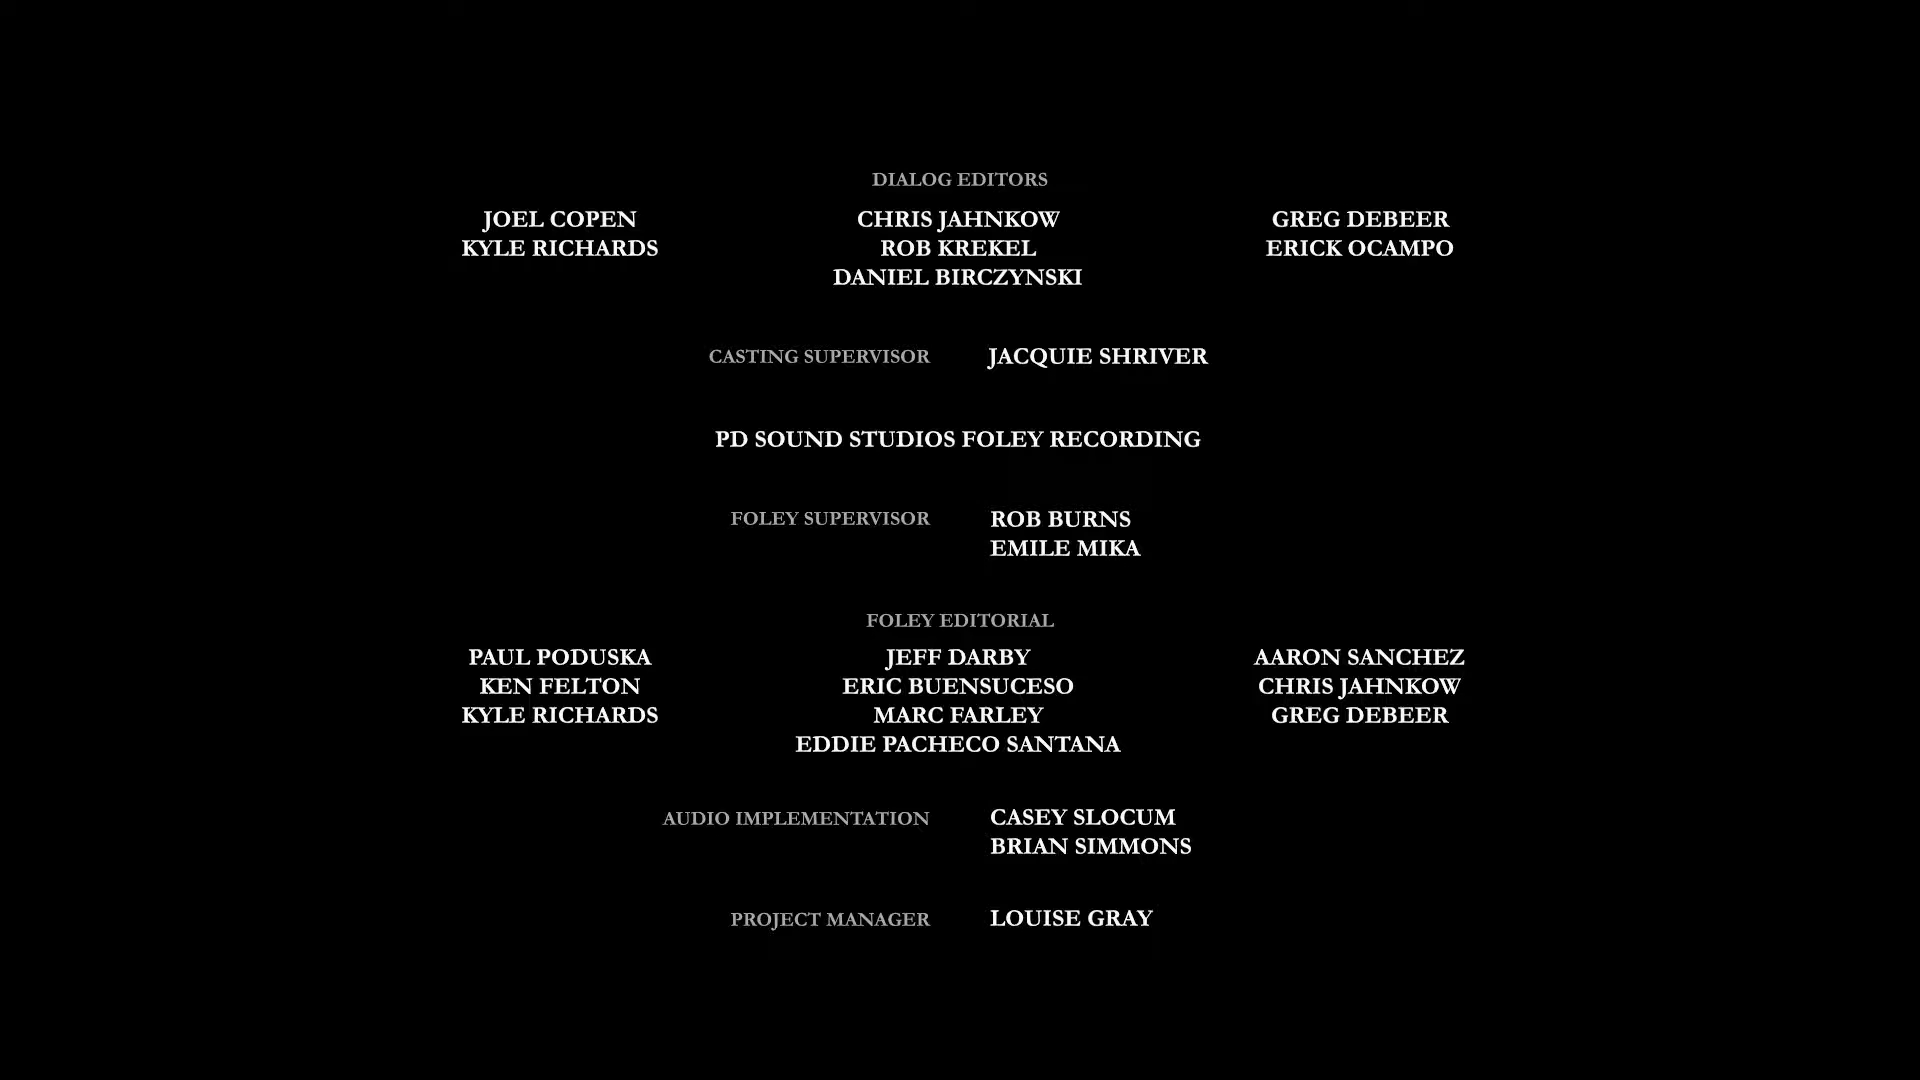 DIALOG EDITORS
JOEL COPEN CHRIS JAHNKOW GREG DEBEER
KYLE RICHARDS ROB KREKEL ERICK OCAMPO
DANIEL BIRCZYNSKI
CASTING SUPERVISOR JACQUIE SHRIVER
PD SOUND STUDIOS FOLEY RECORDING
FOLEY SUPERVISOR ROB BURNS
EMILE MIKA
FOLEY EDITORIAL
PAUL PODUSKA JEFF DARBY AARON SANCHEZ
KEN FELTON ERIC BUENSUCESO CHRIS JAHNKOW
KYLE RICHARDS MARC FARLEY GREG DEBEER
EDDIE PACHECO SANTANA
AUDIO IMPLEMENTATION CASEY SLOCUM
BRIAN SIMMONS
PROJECT MANAGER LOUISE GRAY